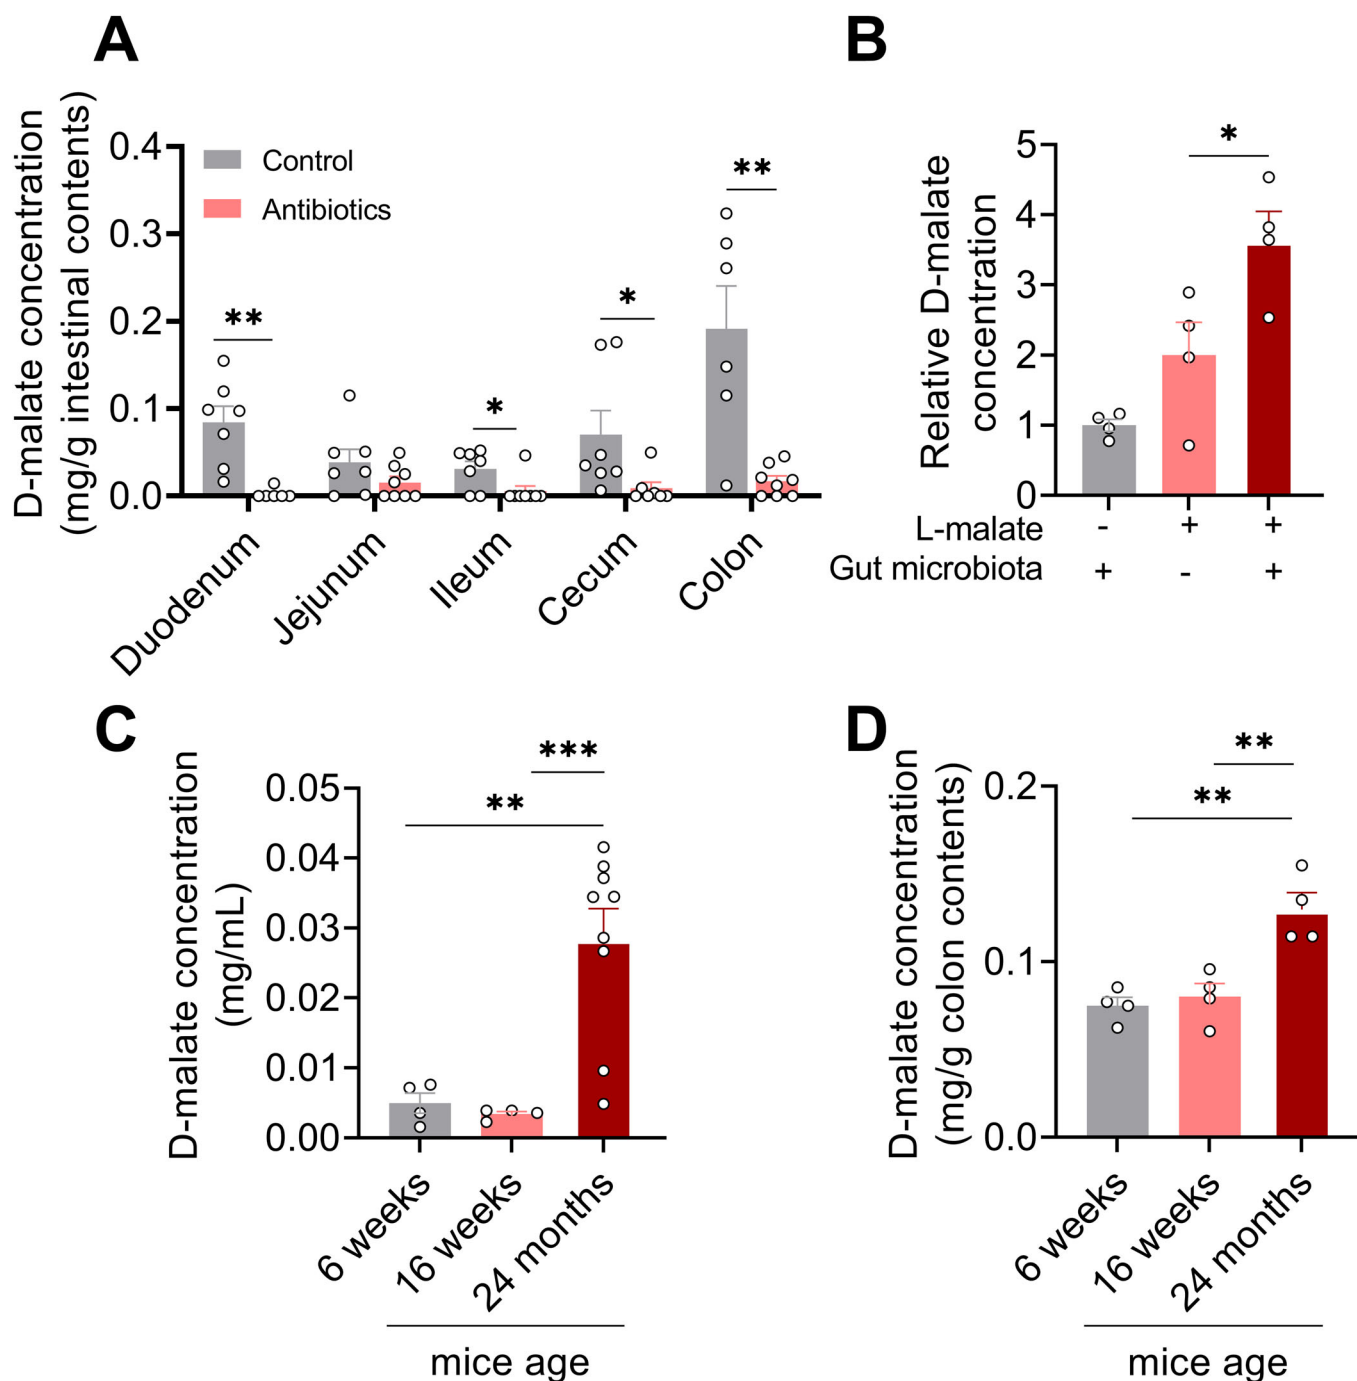 A
D-malate concentration
(mg/g intestinal contents)
0.4
0.3
0.2
0.1
0.0
Control
Antibiotics
**
*
*
**
Duodenum
Jejunum
Ileum
Cecum
Colon
B
Relative D-malate
concentration
5
4
3
2
1
0
*
L-malate - + +
Gut microbiota + - +
C
D-malate concentration
(mg/mL)
0.05
0.04
0.03
0.02
0.01
0.00
***
**
6 weeks
16 weeks
24 months
mice age
D
D-malate concentration
(mg/g colon contents)
0.2
0.1
0.0
**
**
6 weeks
16 weeks
24 months
mice age